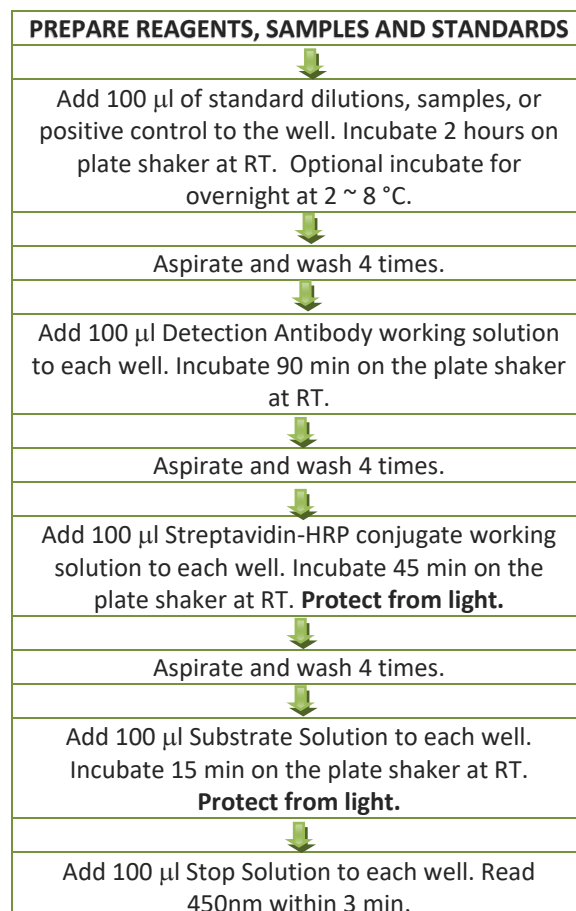 PREPARE REAGENTS, SAMPLES AND STANDARDS
Add 100 μl of standard dilutions, samples, or
positive control to the well. Incubate 2 hours on
plate shaker at RT.  Optional incubate for
overnight at 2 ~ 8 °C.
Aspirate and wash 4 times.
Add 100 μl Detection Antibody working solution
to each well. Incubate 90 min on the plate shaker
at RT.
Aspirate and wash 4 times.
Add 100 μl Streptavidin-HRP conjugate working
solution to each well. Incubate 45 min on the
plate shaker at RT. Protect from light.
Aspirate and wash 4 times.
Add 100 μl Substrate Solution to each well.
Incubate 15 min on the plate shaker at RT.
Protect from light.
Add 100 μl Stop Solution to each well. Read
450nm within 3 min.